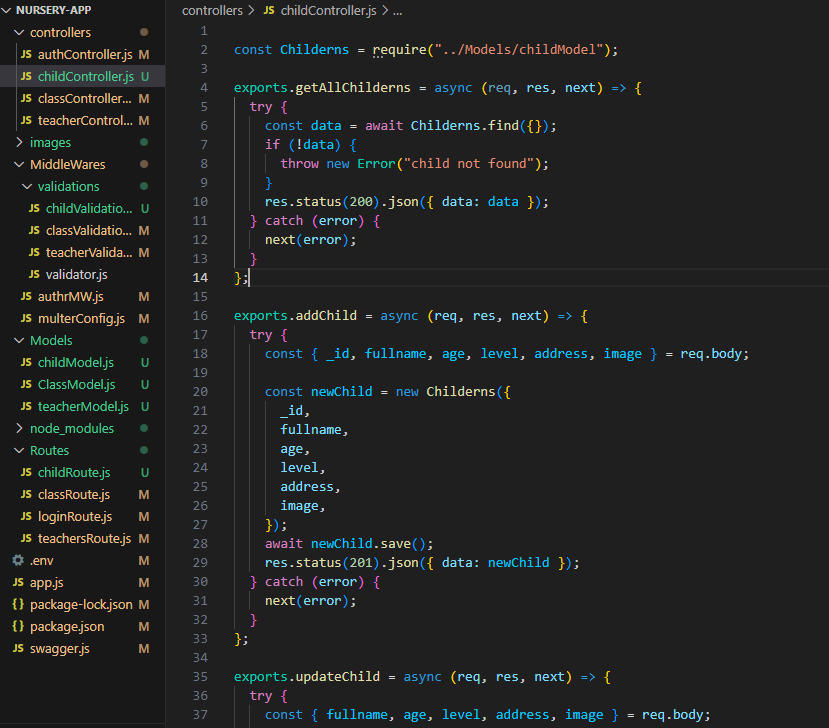 NURSERY-APP
controllers
JS authController.js M
JS childController.js U
JS classController... M
JS teacherControl... M
images
MiddleWares
validations
JS childValidatio... U
JS classValidatio... M
JS teacherValida... M
JS validator.js
JS authrMW.js M
JS multerConfig.js M
Models
JS childModel.js U
JS ClassModel.js U
JS teacherModel.js U
node_modules
Routes
JS childRoute.js U
JS classRoute.js M
JS loginRoute.js M
JS teachersRoute.js M
.env M
JS app.js M
{} package-lock.json M
{} package.json M
JS swagger.js M
controllers > JS childController.js > ...
1
2 const Childerns = require("../Models/childModel");
3
4 exports.getAllChilderns = async (req, res, next) => {
5 try {
6 const data = await Childerns.find({});
7 if (!data) {
8 throw new Error("child not found");
9 }
10 res.status(200).json({ data: data });
11 } catch (error) {
12 next(error);
13 }
14 };
15
16 exports.addChild = async (req, res, next) => {
17 try {
18 const { _id, fullname, age, level, address, image } = req.body;
19
20 const newChild = new Childerns({
21 _id,
22 fullname,
23 age,
24 level,
25 address,
26 image,
27 });
28 await newChild.save();
29 res.status(201).json({ data: newChild });
30 } catch (error) {
31 next(error);
32 }
33 };
34
35 exports.updateChild = async (req, res, next) => {
36 try {
37 const { fullname, age, level, address, image } = req.body;